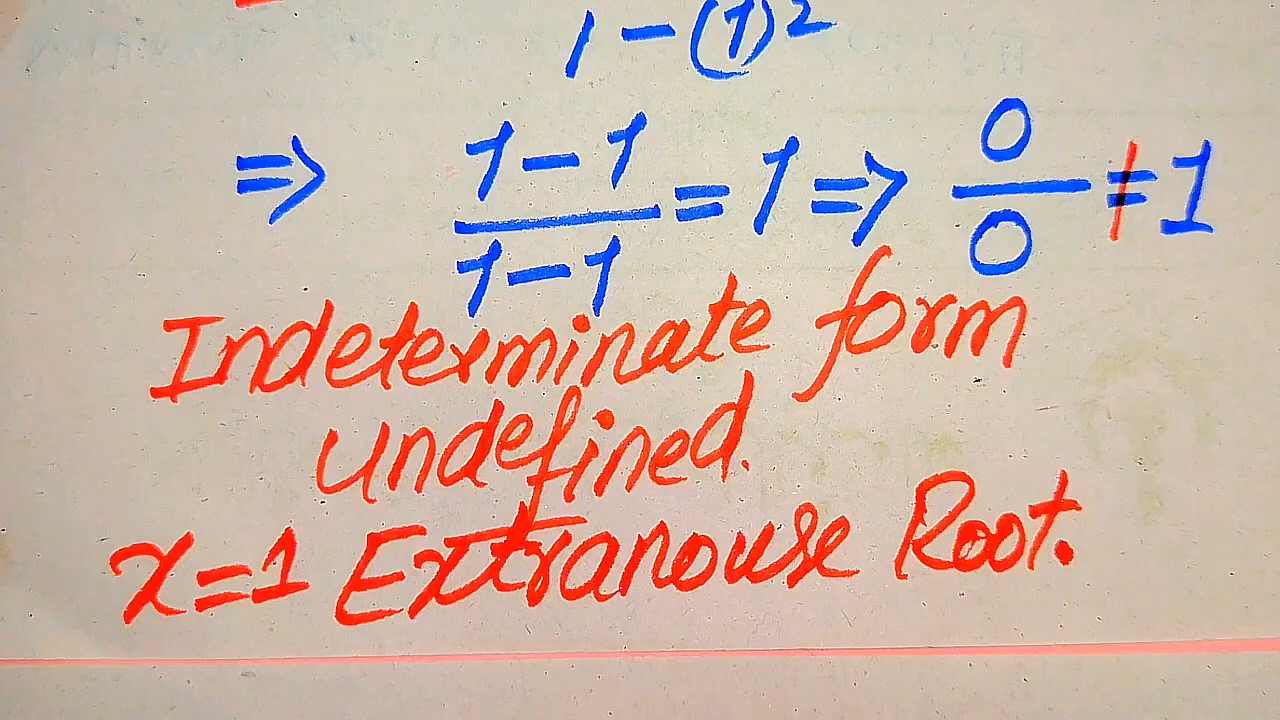 1 - (1)²
⇒ 1-1/1-1 = 1 ⇒ 0/0 ≠ 1
Indeterminate form
undefined.
x=1 Extranouse Root.